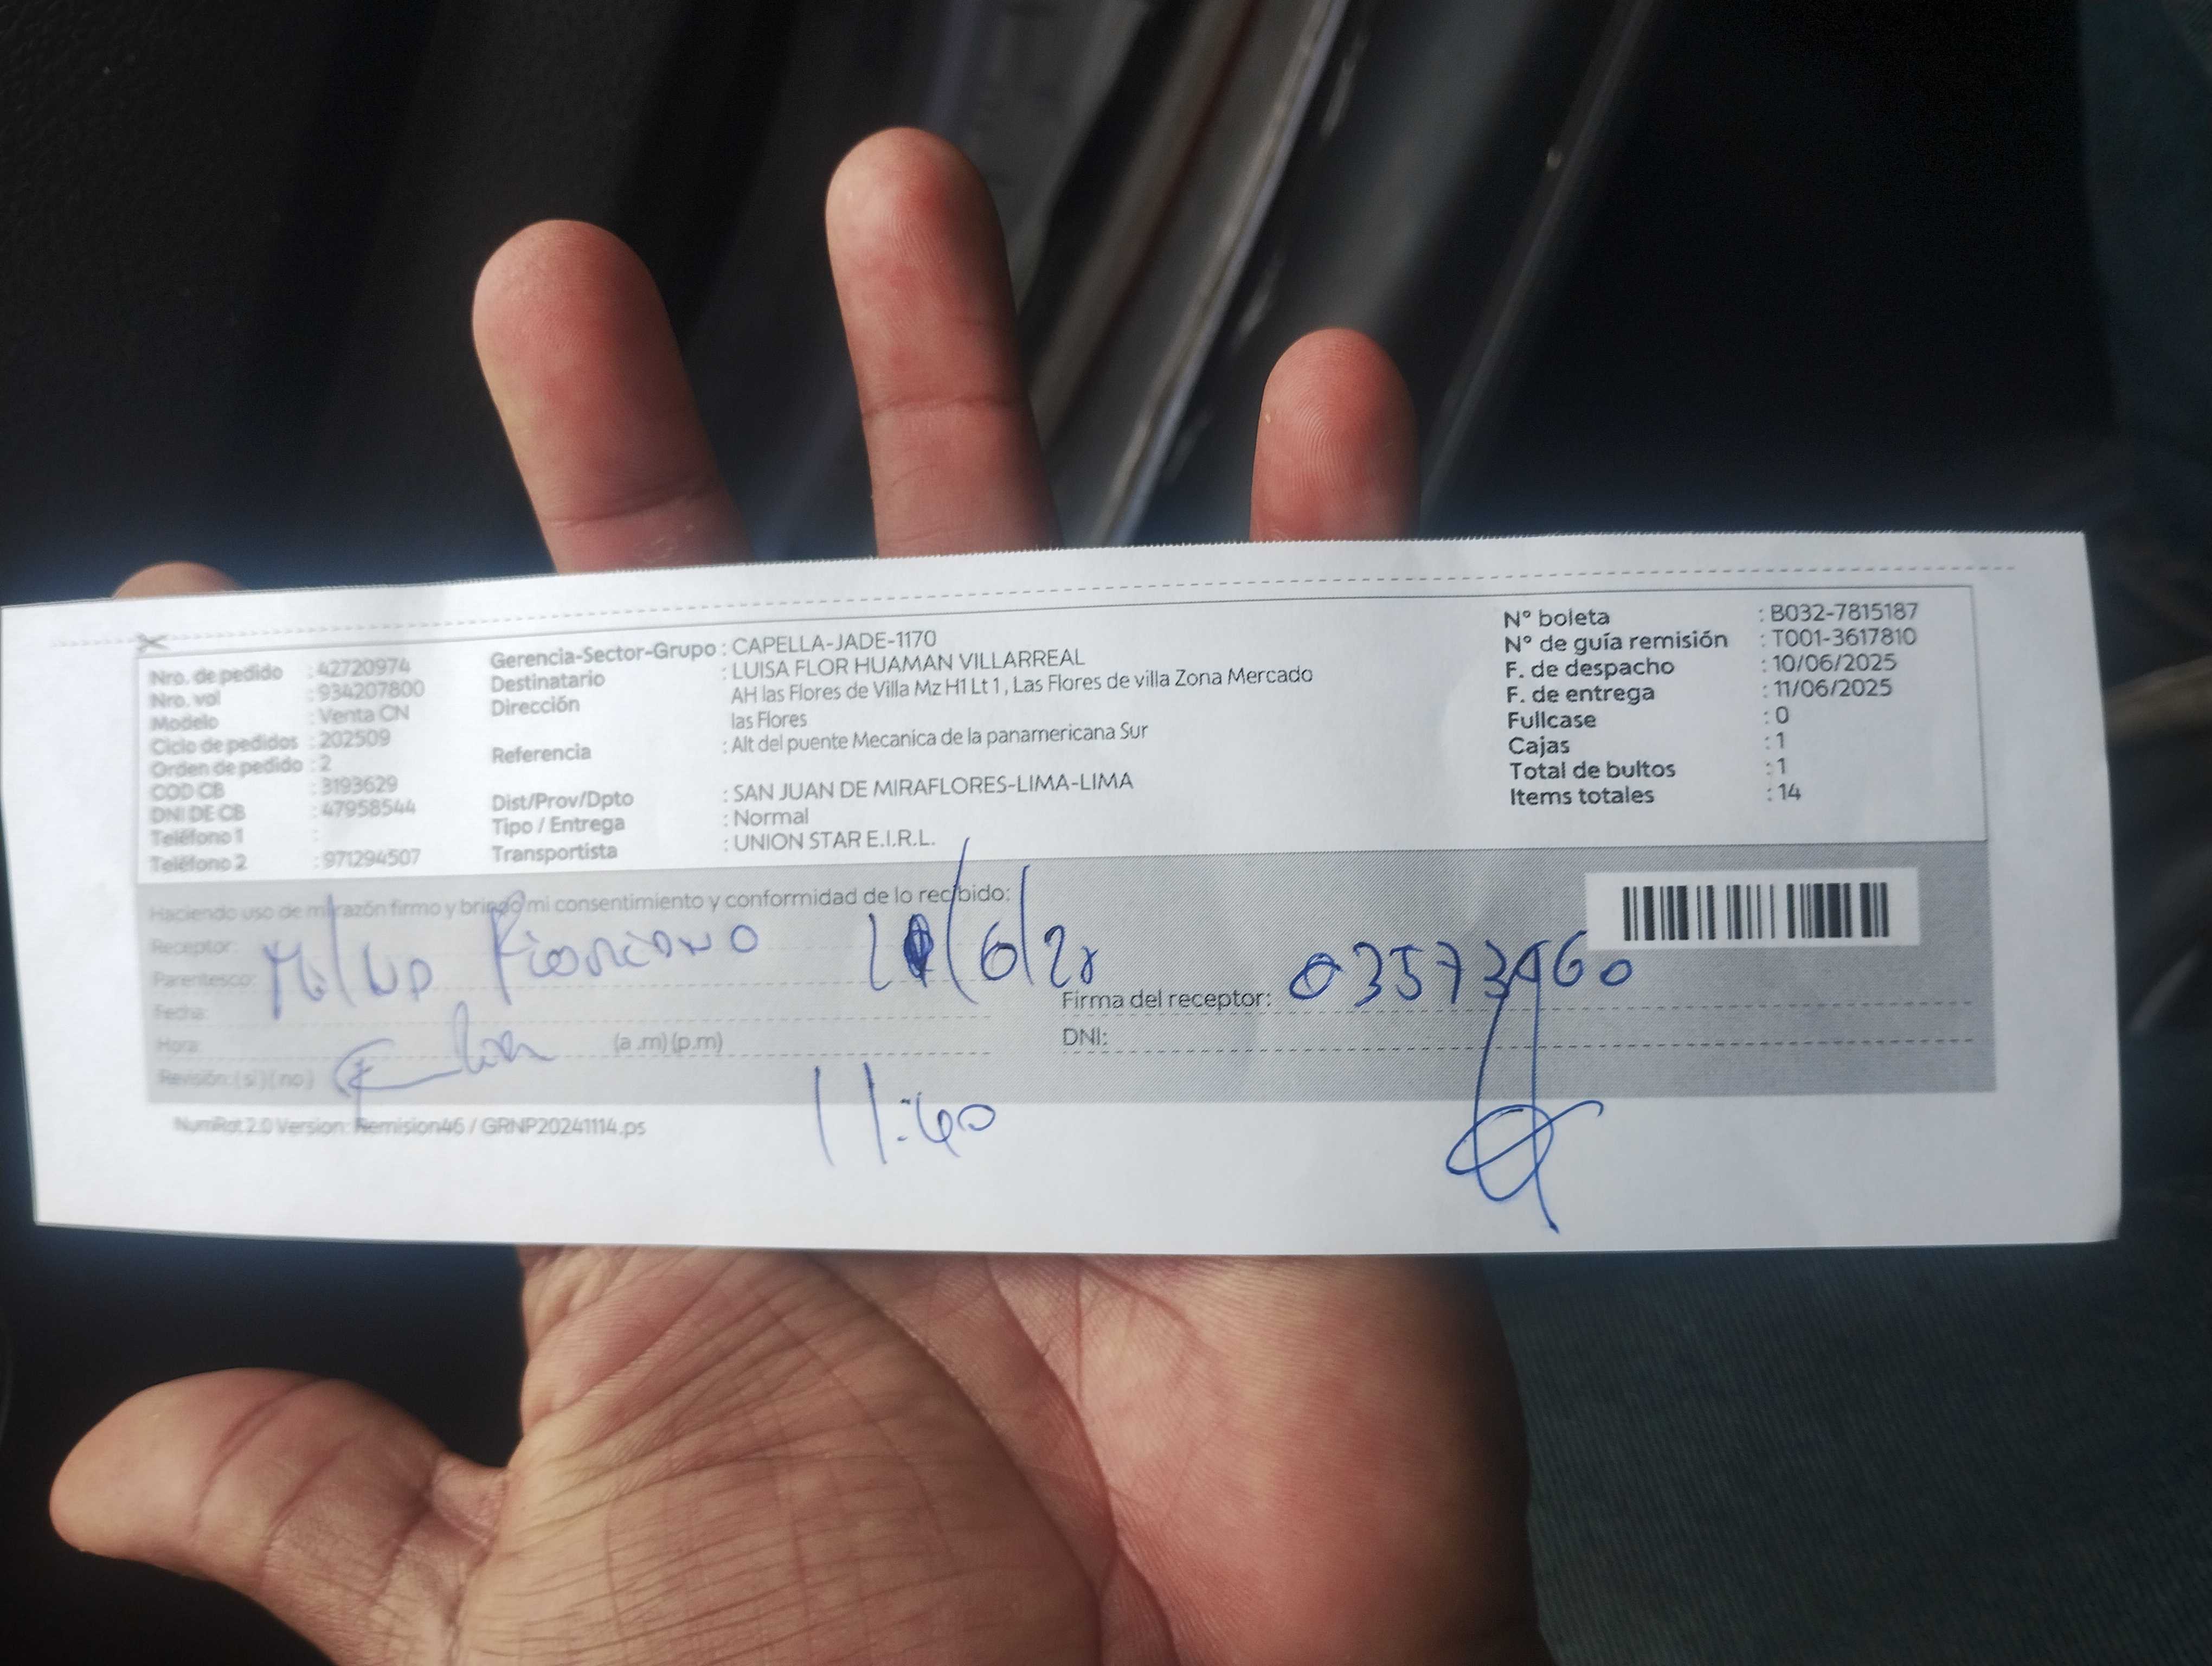 Nro. de pedido : 42720974
Nro. vol : 934207800
Modelo : Venta CN
Ciclo de pedidos : 202509
Orden de pedido : 2
COD CB : 3193629
DNI DE CB : 47958544
Teléfono 1 :
Teléfono 2 : 971294507
Gerencia-Sector-Grupo : CAPELLA-JADE-1170
Destinatario : LUISA FLOR HUAMAN VILLARREAL
Dirección AH las Flores de Villa Mz H1 Lt 1 , Las Flores de villa Zona Mercado
las Flores
Referencia : Alt del puente Mecanica de la panamericana Sur
Dist/Prov/Dpto : SAN JUAN DE MIRAFLORES-LIMA-LIMA
Tipo / Entrega : Normal
Transportista : UNION STAR E.I.R.L.
N° boleta : B032-7815187
N° de guía remisión : T001-3617810
F. de despacho : 10/06/2025
F. de entrega : 11/06/2025
Fullcase : 0
Cajas : 1
Total de bultos : 1
Items totales : 14
Haciendo uso de mi razón firmo y bringo mi consentimiento y conformidad de lo recibido:
Receptor:
Parentesco:
Fecha:
Hora: (a .m) (p.m)
Revisión: ( sí ) ( no )
Firma del receptor:
DNI:
11:40
NumRot 2.0 Version: Remision46 / GRNP20241114.ps